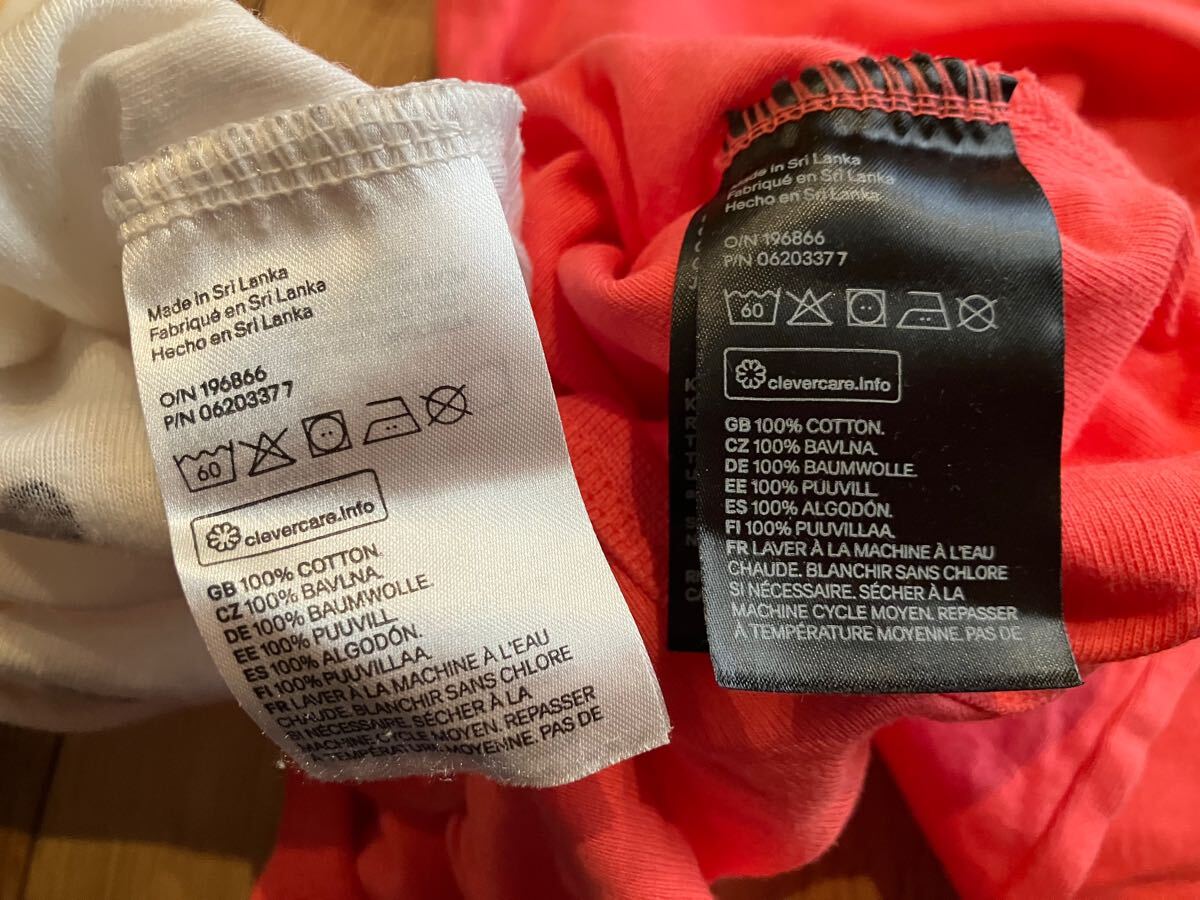 Made in Sri Lanka
Fabriqué en Sri Lanka
Hecho en Sri Lanka
O/N 196866
P/N 06203377
60
clevercare.info
GB 100% COTTON.
CZ 100% BAVLNA.
DE 100% BAUMWOLLE.
EE 100% PUUVILL.
ES 100% ALGODÓN.
FI 100% PUUVILLAA.
FR LAVER À LA MACHINE À L'EAU
CHAUDE. BLANCHIR SANS CHLORE
SI NÉCESSAIRE. SÉCHER À LA
MACHINE CYCLE MOYEN. REPASSER
À TEMPÉRATURE MOYENNE. PAS DE
Made in Sri Lanka
Fabriqué en Sri Lanka
Hecho en Sri Lanka
O/N 196866
P/N 06203377
60
clevercare.info
GB 100% COTTON.
CZ 100% BAVLNA.
DE 100% BAUMWOLLE.
EE 100% PUUVILL.
ES 100% ALGODÓN.
FI 100% PUUVILLAA.
FR LAVER À LA MACHINE À L'EAU
CHAUDE. BLANCHIR SANS CHLORE
SI NÉCESSAIRE. SÉCHER À LA
MACHINE CYCLE MOYEN. REPASSER
À TEMPÉRATURE MOYENNE. PAS DE